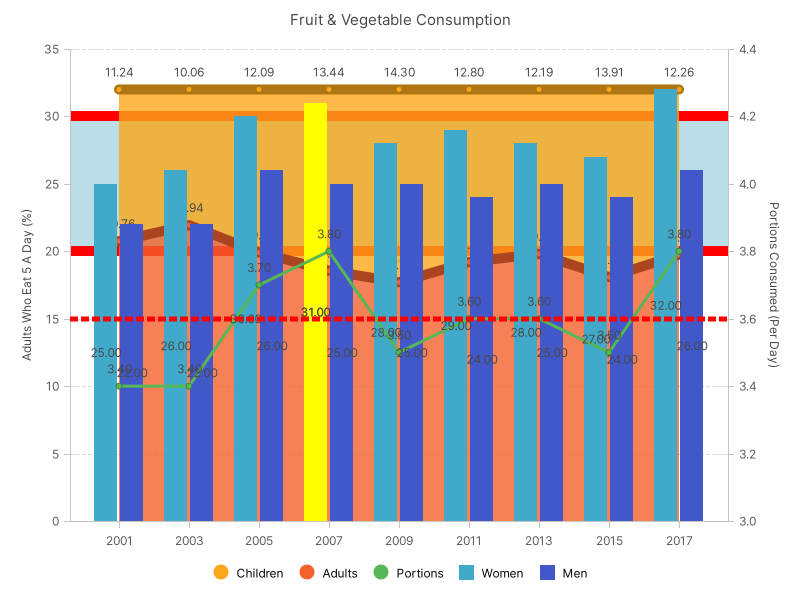 Fruit & Vegetable Consumption
35
30
25
20
15
10
5
0
Adults Who Eat 5 A Day (%)
4.4
4.2
4.0
3.8
3.6
3.4
3.2
3.0
Portions Consumed (Per Day)
11.24 10.06 12.09 13.44 14.30 12.80 12.19 13.91 12.26
3.40 3.40 3.70 3.80 3.50 3.60 3.60 3.50 3.80
25.00 26.00 30.00 31.00 28.00 29.00 28.00 27.00 32.00
22.00 22.00 26.00 25.00 25.00 24.00 25.00 24.00 26.00
2001 2003 2005 2007 2009 2011 2013 2015 2017
Children Adults Portions Women Men